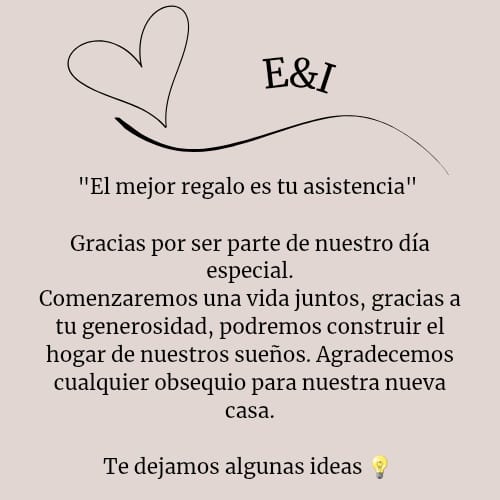 E&I
"El mejor regalo es tu asistencia"
Gracias por ser parte de nuestro día
especial.
Comenzaremos una vida juntos, gracias a
tu generosidad, podremos construir el
hogar de nuestros sueños. Agradecemos
cualquier obsequio para nuestra nueva
casa.
Te dejamos algunas ideas 💡